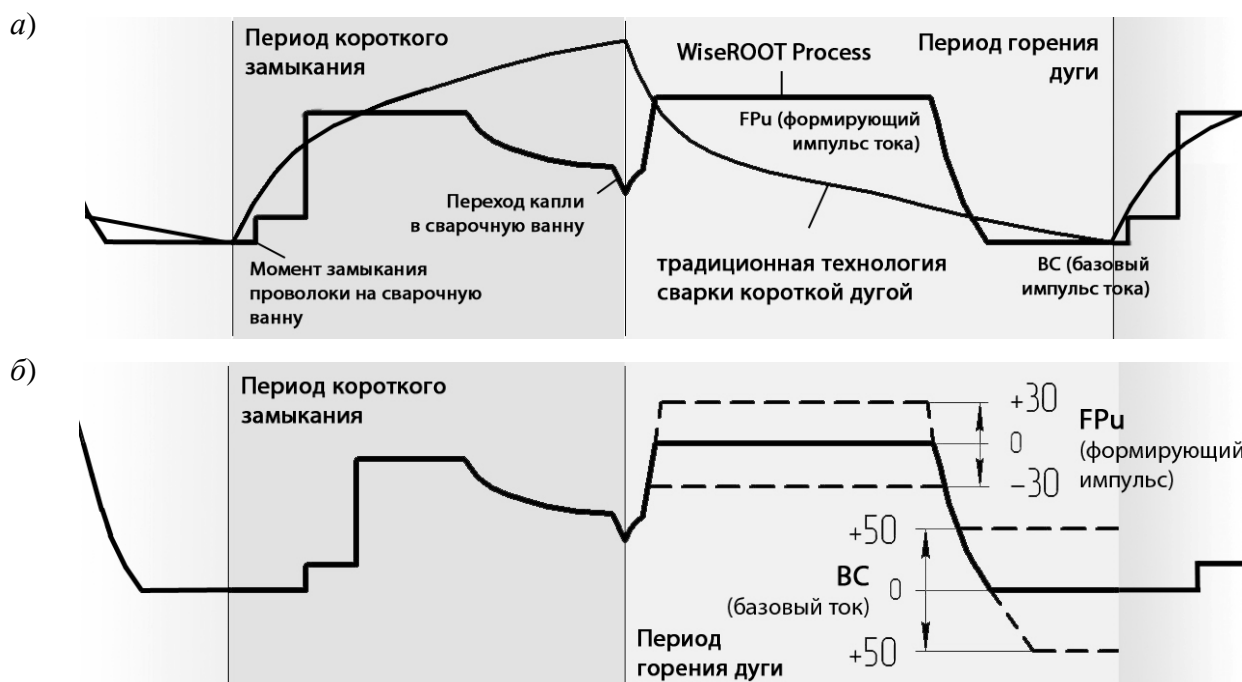 а)
Период короткого
замыкания
WiseROOT Process
Период горения
дуги
FPu (формирующий
импульс тока)
Переход капли
в сварочную ванну
Момент замыкания
проволоки на сварочную
ванну
традиционная технология
сварки короткой дугой
BC (базовый
импульс тока)
б)
Период короткого
замыкания
+30
0
−30
FPu
(формирующий
импульс)
+50
0
+50
BC
(базовый ток)
Период
горения дуги